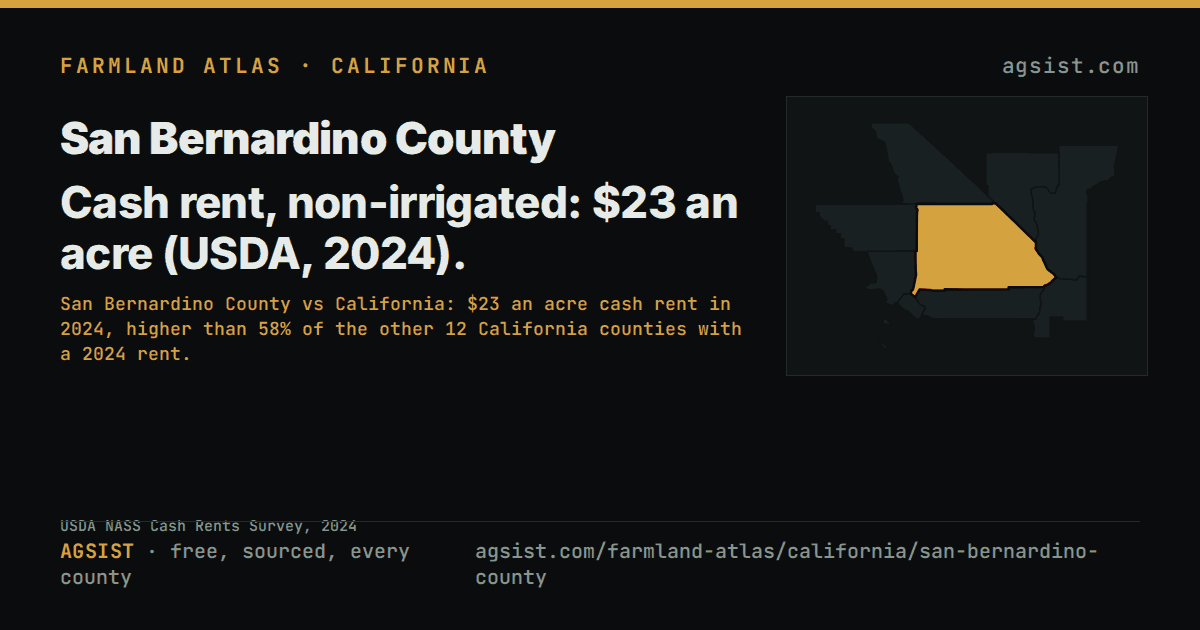 FARMLAND ATLAS · CALIFORNIA
agsist.com
San Bernardino County
Cash rent, non-irrigated: $23 an
acre (USDA, 2024).
San Bernardino County vs California: $23 an acre cash rent in
2024, higher than 58% of the other 12 California counties with
a 2024 rent.
USDA NASS Cash Rents Survey, 2024
AGSIST · free, sourced, every
county
agsist.com/farmland-atlas/california/san-bernardino-
county